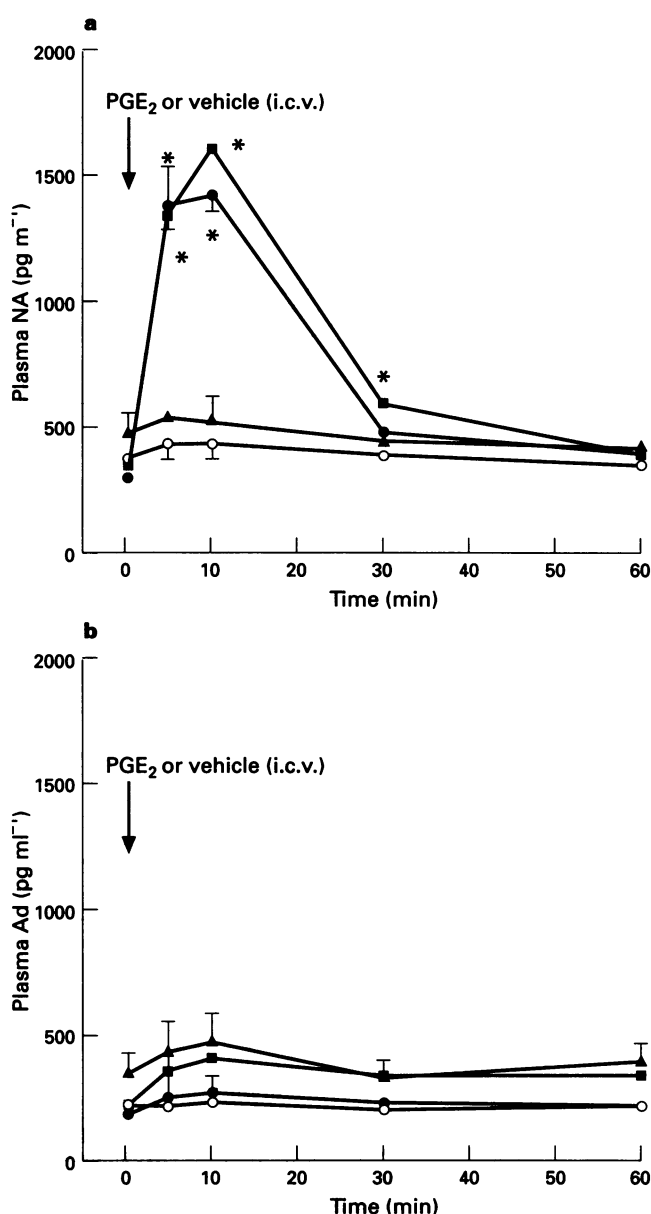 a
2000
PGE₂ or vehicle (i.c.v.)
*
*
1500
*
*
Plasma NA (pg m⁻')
1000
*
500
0
0 10 20 30 40 50 60
Time (min)
b
2000
PGE₂ or vehicle (i.c.v.)
1500
Plasma Ad (pg ml⁻')
1000
500
0
0 10 20 30 40 50 60
Time (min)